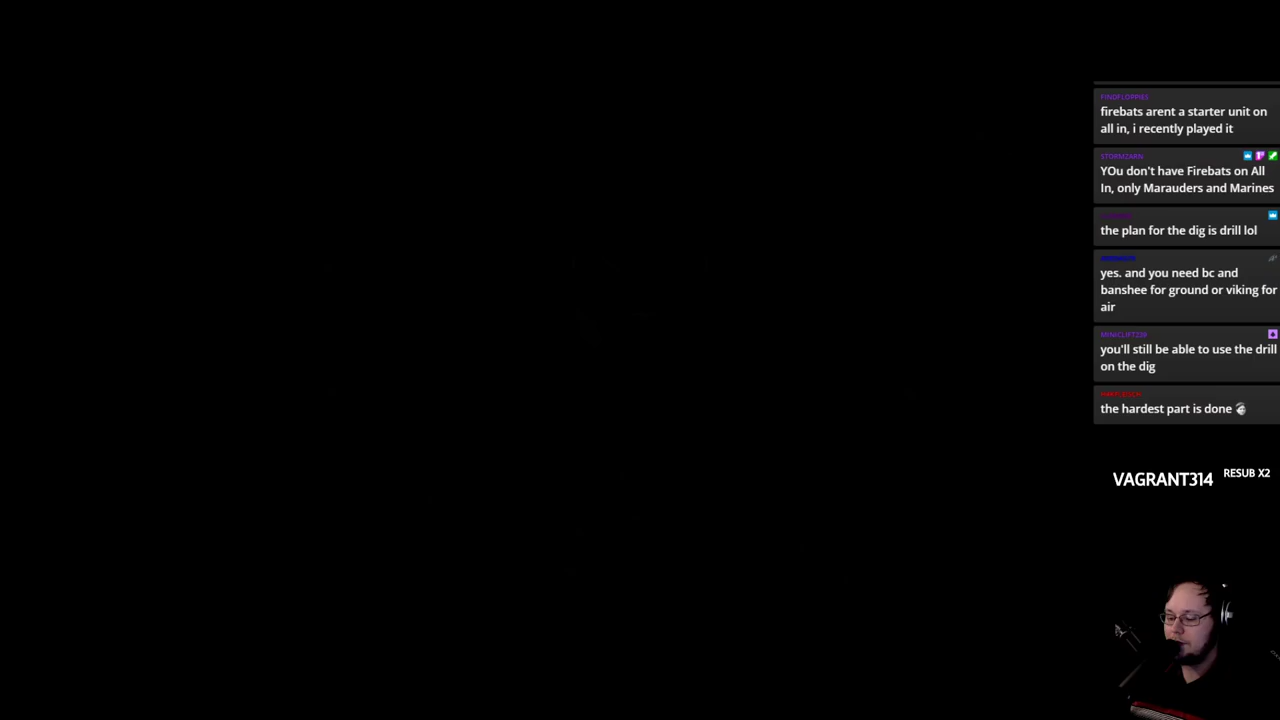 FINDFLOPPIES
firebats arent a starter unit on
all in, i recently played it
STORMZARN
YOu don't have Firebats on All
In, only Marauders and Marines
the plan for the dig is drill lol
yes. and you need bc and
banshee for ground or viking for
air
MINICLIFT239
you'll still be able to use the drill
on the dig
the hardest part is done
VAGRANT314 RESUB X2